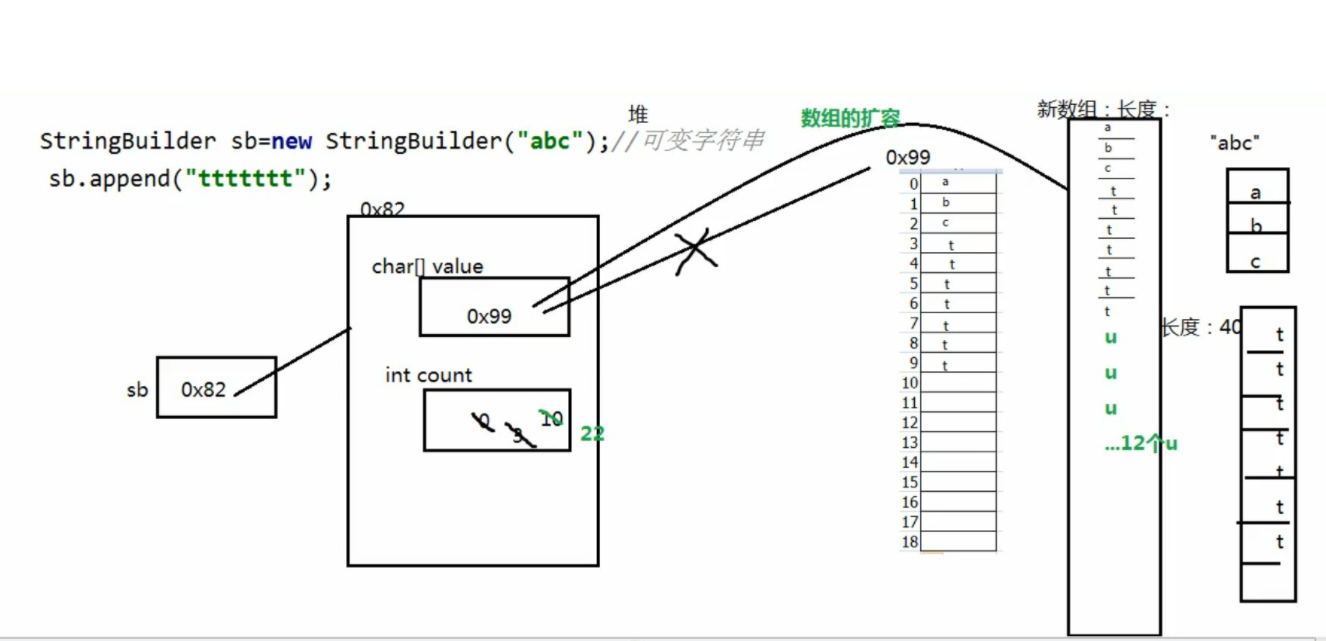 堆
数组的扩容
新数组：长度：
StringBuilder sb=new StringBuilder("abc");//可变字符串
sb.append("ttttttt");
0x82
char[] value
0x99
int count
0 3 10
22
sb
0x82
0x99
0 a
1 b
2 c
3 t
4 t
5 t
6 t
7 t
8 t
9 t
10
11
12
13
14
15
16
17
18
a
b
c
t
t
t
t
t
t
t
u
u
u
...12个u
"abc"
a
b
c
长度：40
t
t
t
t
t
t
t